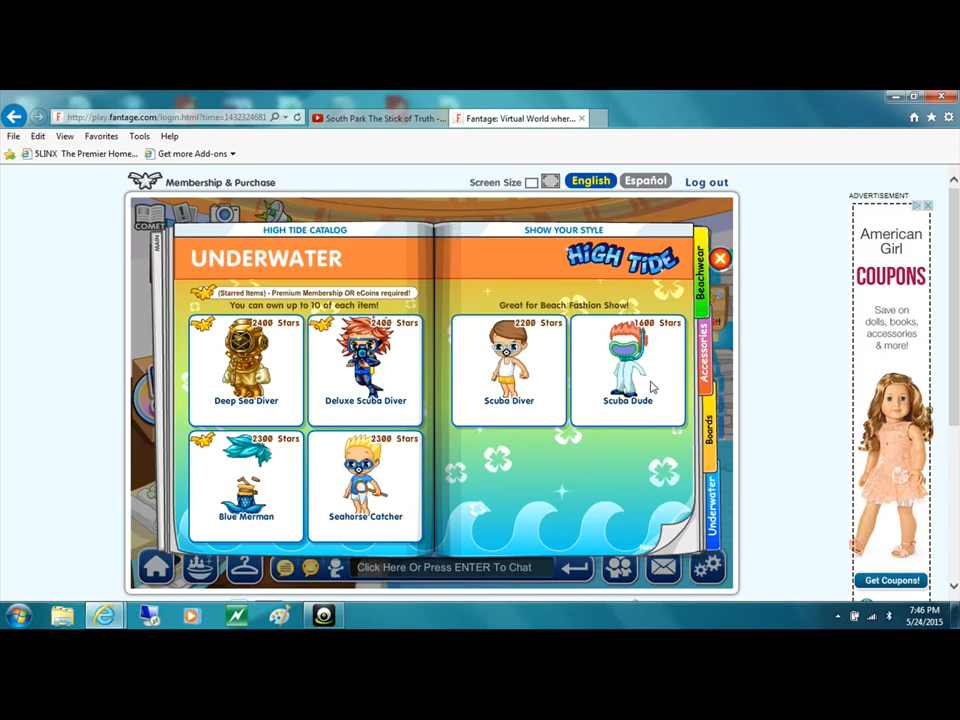 http://play.fantage.com/login.html?time=1432324681
South Park The Stick of Truth -...
Fantage: Virtual World wher...
File Edit View Favorites Tools Help
5LINX The Premier Home...
Get more Add-ons
Membership & Purchase
Screen Size
English
Español
Log out
ADVERTISEMENT
COMET
MAIN
HIGH TIDE CATALOG
SHOW YOUR STYLE
UNDERWATER
HIGH TIDE
(Starred Items) - Premium Membership OR eCoins required!
You can own up to 10 of each item!
Great for Beach Fashion Show!
2400 Stars
Deep Sea Diver
2400 Stars
Deluxe Scuba Diver
2200 Stars
Scuba Diver
1600 Stars
Scuba Dude
2300 Stars
Blue Merman
2300 Stars
Seahorse Catcher
Beachwear
Accessories
Boards
Underwater
Click Here Or Press ENTER To Chat
American
Girl
COUPONS
Save on
dolls, books,
accessories
& more!
Get Coupons!
7:46 PM
5/24/2015